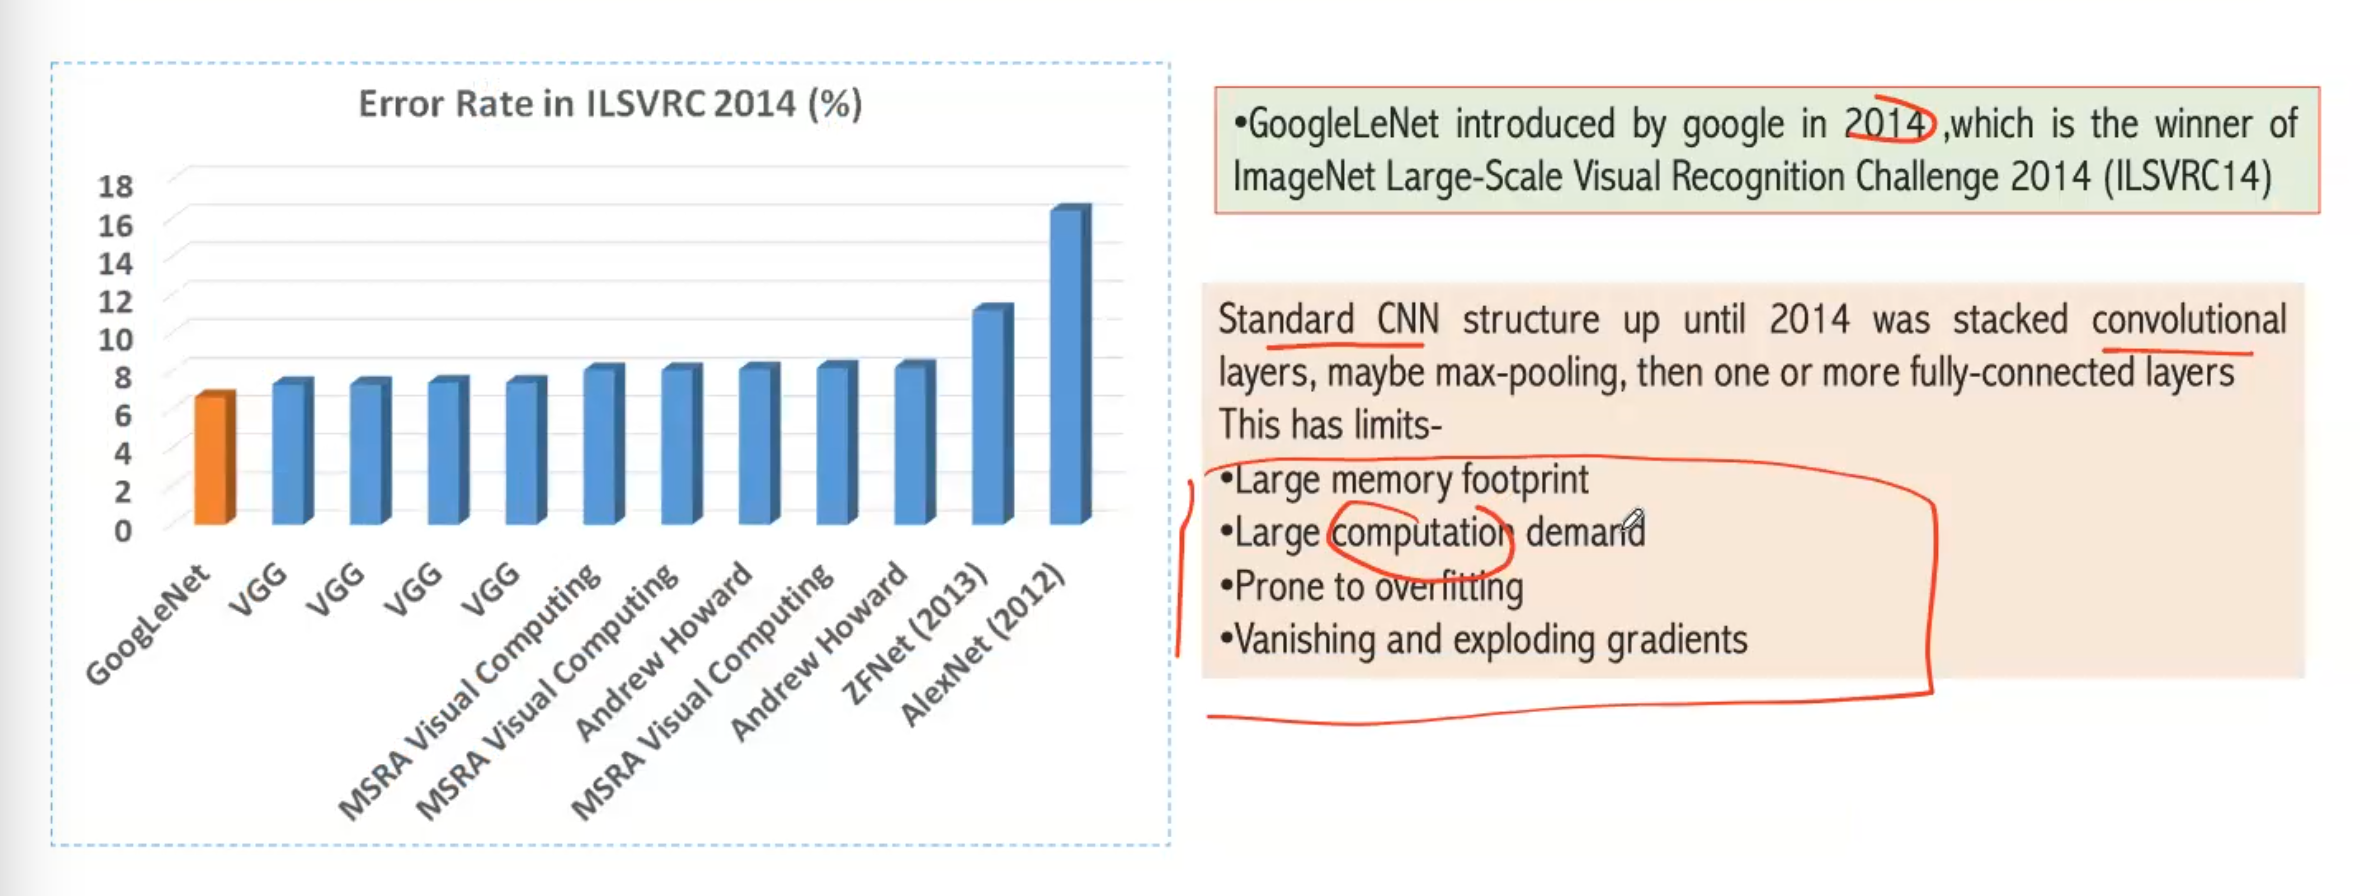 Error Rate in ILSVRC 2014 (%)
18
16
14
12
10
8
6
4
2
0
GoogLeNet
VGG
VGG
VGG
VGG
MSRA Visual Computing
MSRA Visual Computing
Andrew Howard
MSRA Visual Computing
Andrew Howard
ZFNet (2013)
AlexNet (2012)
•GoogleLeNet introduced by google in 2014 ,which is the winner of
ImageNet Large-Scale Visual Recognition Challenge 2014 (ILSVRC14)
Standard CNN structure up until 2014 was stacked convolutional
layers, maybe max-pooling, then one or more fully-connected layers
This has limits-
•Large memory footprint
•Large computation demand
•Prone to overfitting
•Vanishing and exploding gradients